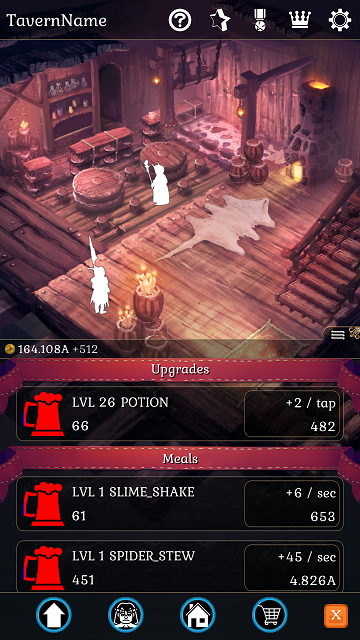 TavernName
?
164.108A +512
Upgrades
LVL 26 POTION
+2 / tap
66
482
Meals
LVL 1 SLIME_SHAKE
+6 / sec
61
653
LVL 1 SPIDER_STEW
+45 / sec
451
4.826A
X